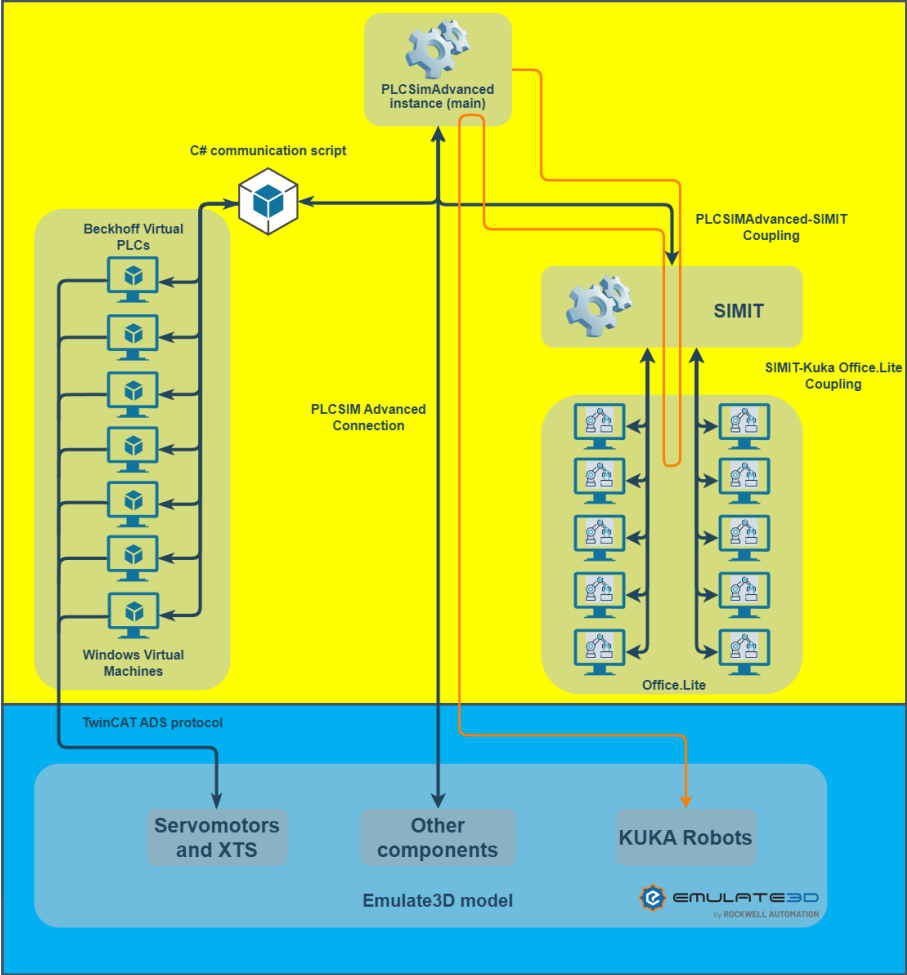 PLCSimAdvanced
instance (main)
C# communication script
Beckhoff Virtual
PLCs
PLCSIMAdvanced-SIMIT
Coupling
SIMIT
SIMIT-Kuka Office.Lite
Coupling
PLCSIM Advanced
Connection
Windows Virtual
Machines
Office.Lite
TwinCAT ADS protocol
Servomotors
and XTS
Other
components
KUKA Robots
Emulate3D model
EMULATE3D
by ROCKWELL AUTOMATION